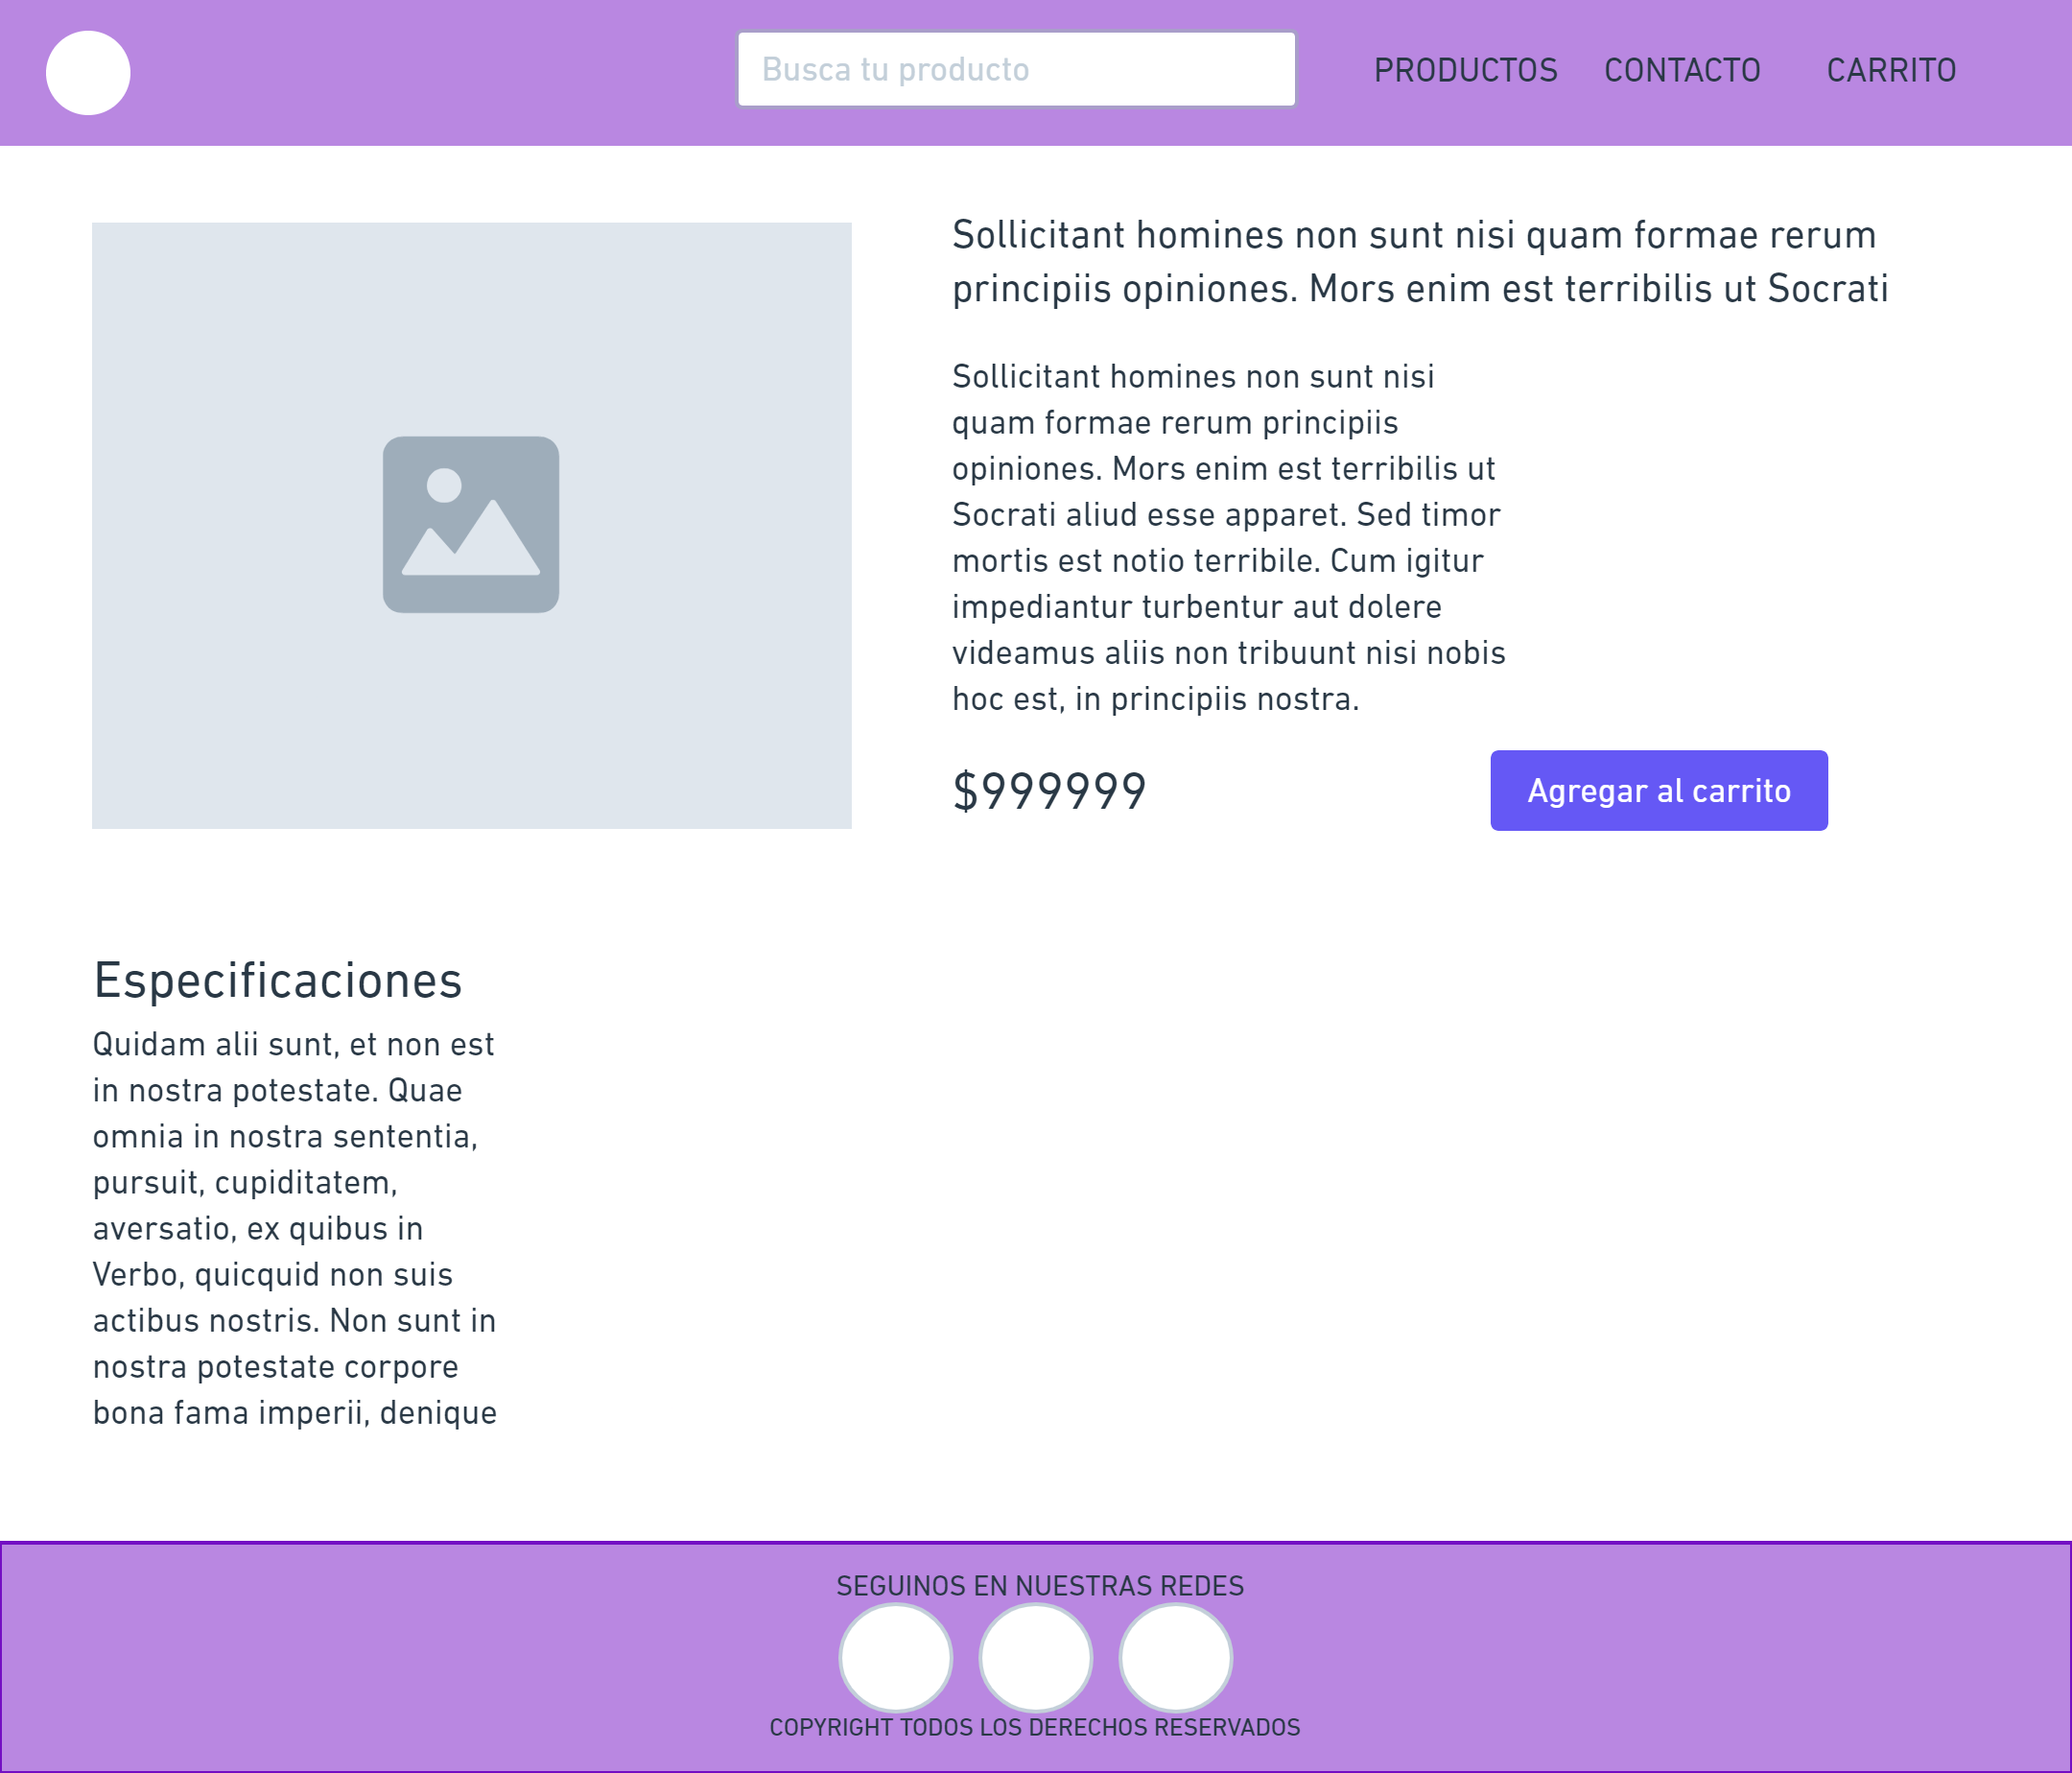 Busca tu producto
PRODUCTOS CONTACTO CARRITO
Sollicitant homines non sunt nisi quam formae rerum
principiis opiniones. Mors enim est terribilis ut Socrati
Sollicitant homines non sunt nisi
quam formae rerum principiis
opiniones. Mors enim est terribilis ut
Socrati aliud esse apparet. Sed timor
mortis est notio terribile. Cum igitur
impediantur turbentur aut dolere
videamus aliis non tribuunt nisi nobis
hoc est, in principiis nostra.
$999999
Agregar al carrito
Especificaciones
Quidam alii sunt, et non est
in nostra potestate. Quae
omnia in nostra sententia,
pursuit, cupiditatem,
aversatio, ex quibus in
Verbo, quicquid non suis
actibus nostris. Non sunt in
nostra potestate corpore
bona fama imperii, denique
SEGUINOS EN NUESTRAS REDES
COPYRIGHT TODOS LOS DERECHOS RESERVADOS